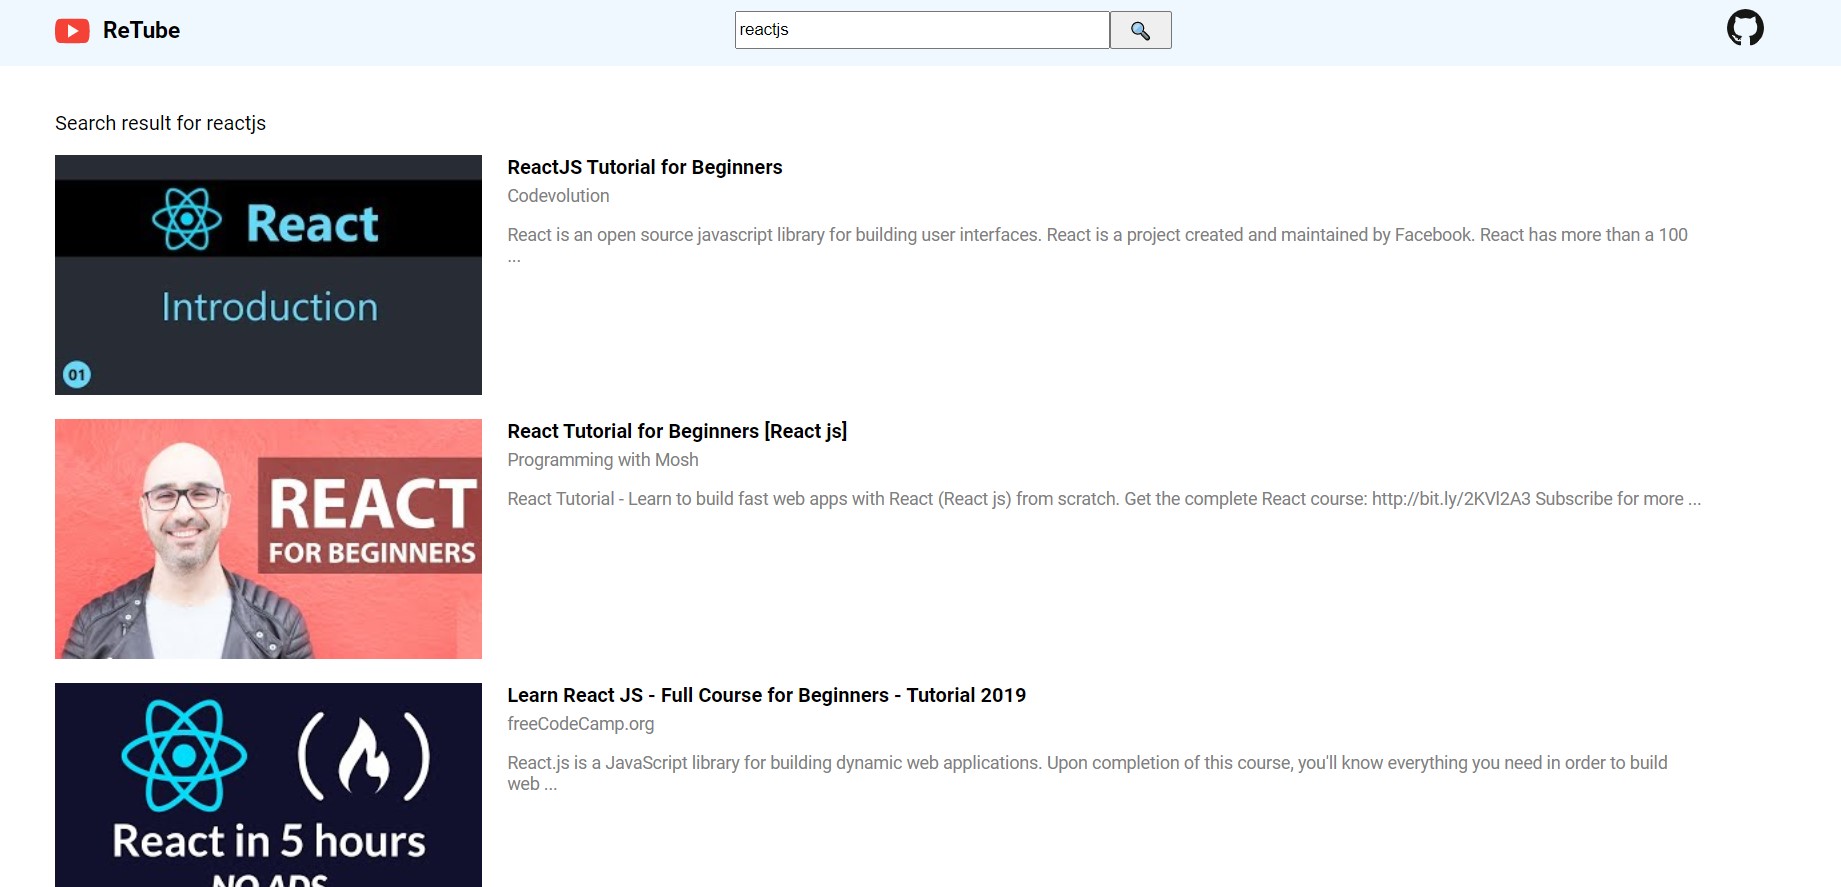 ReTube
reactjs
Search result for reactjs
React
Introduction
01
ReactJS Tutorial for Beginners
Codevolution
React is an open source javascript library for building user interfaces. React is a project created and maintained by Facebook. React has more than a 100
...
REACT
FOR BEGINNERS
React Tutorial for Beginners [React js]
Programming with Mosh
React Tutorial - Learn to build fast web apps with React (React js) from scratch. Get the complete React course: http://bit.ly/2KVl2A3 Subscribe for more ...
React in 5 hours
NO ADS
Learn React JS - Full Course for Beginners - Tutorial 2019
freeCodeCamp.org
React.js is a JavaScript library for building dynamic web applications. Upon completion of this course, you'll know everything you need in order to build
web ...